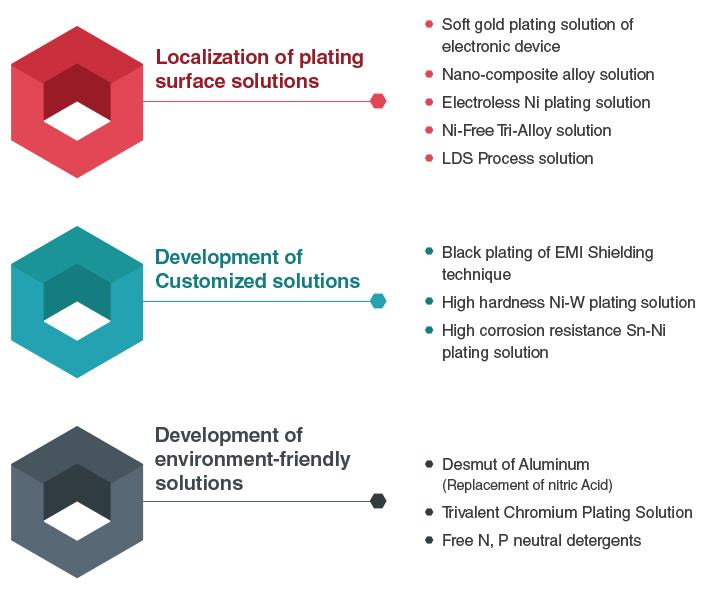 Localization of plating
surface solutions
Soft gold plating solution of
electronic device
Nano-composite alloy solution
Electroless Ni plating solution
Ni-Free Tri-Alloy solution
LDS Process solution
Development of
Customized solutions
Black plating of EMI Shielding
technique
High hardness Ni-W plating solution
High corrosion resistance Sn-Ni
plating solution
Development of
environment-friendly
solutions
Desmut of Aluminum
(Replacement of nitric Acid)
Trivalent Chromium Plating Solution
Free N, P neutral detergents